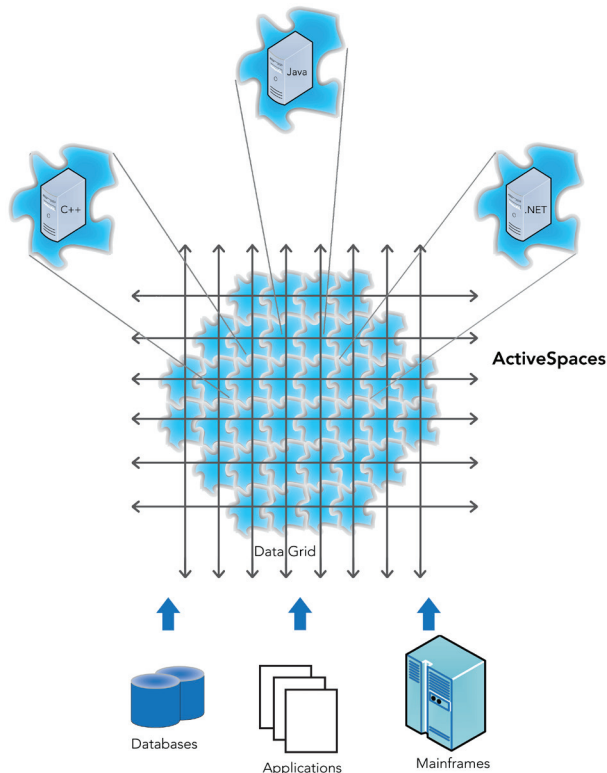 Java
C++
.NET
ActiveSpaces
Data Grid
Databases
Applications
Mainframes